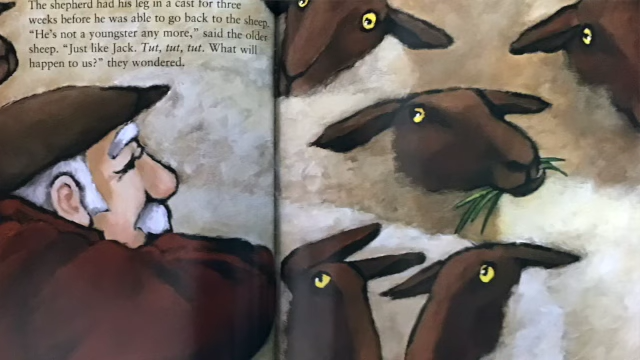 The shepherd had his leg in a cast for three
weeks before he was able to go back to the sheep.
“He's not a youngster any more,” said the older
sheep. “Just like Jack. Tut, tut, tut. What will
happen to us?” they wondered.